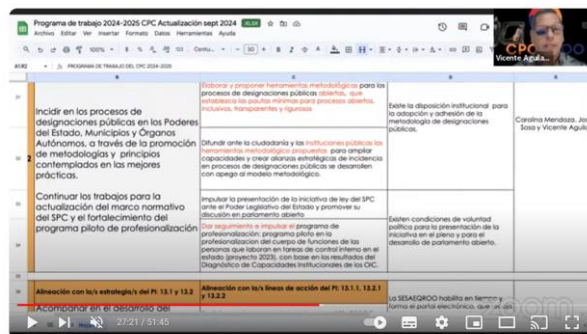 Programa de trabajo 2024-2025 CPC Actualización sept 2024
.XLSX
Archivo Editar Ver Insertar Formato Datos Herramientas Ayuda
100%
30
PROGRAMA DE TRABAJO DEL CPC 2024-2025
CPC
Vicente Aguila...
Incidir en los procesos de
designaciones públicas en los Poderes
del Estado, Municipios y Órganos
Autónomos, a través de la promoción
de metodologías y principios
contemplados en las mejores
prácticas.
Continuar los trabajos para la
actualización del marco normativo
del SPC y el fortalecimiento del
programa piloto de profesionalización
Elaborar y proponer herramientas metodológicas para los
procesos de designaciones públicas abiertas, que
establezca las pautas mínimas para procesos abiertos,
inclusivos, transparentes y rigurosos
Difundir ante la ciudadanía y las instituciones públicas las
herramientas metodológico propuestas para ampliar
capacidades y crear alianzas estratégicas de incidencia
en procesos de designaciones públicas se desarrollen
con apego al modelo metodológico.
Impulsar la presentación de la iniciativa de ley del SPC
ante el Poder Legislativo del Estado y promover su
discusión en parlamento abierto
Dar seguimiento e impulsar el programa de
profesionalización: programa piloto en la
profesionalizacion del cuerpo de funciones de las
personas que laboran en tareas de control interno en el
estado (proyecto 2023), con base en los resultados del
Diagnóstico de Capacidades Institucionales de los OIC.
Existe la disposición institucional para
la adopción y adhesión de la
metodología de designaciones
públicas.
Existen condiciones de voluntad
política para la presentación de la
iniciativa en el pleno y para el
desarrollo de parlamento abierto.
Carolina Mendoza, Jos
Sosa y Vicente Aguil
2
Alineación con la/s estrategia/s del PI: 13.1 y 13.2
Alineación con la/s líneas de acción del PI: 13.1.1, 13.2.1
y 13.2.2
Acompañar en el desarrollo del
La SESAEQROO habilita en tiempo y
forma el portal electrónico, que
zoom
27:21 / 51:45